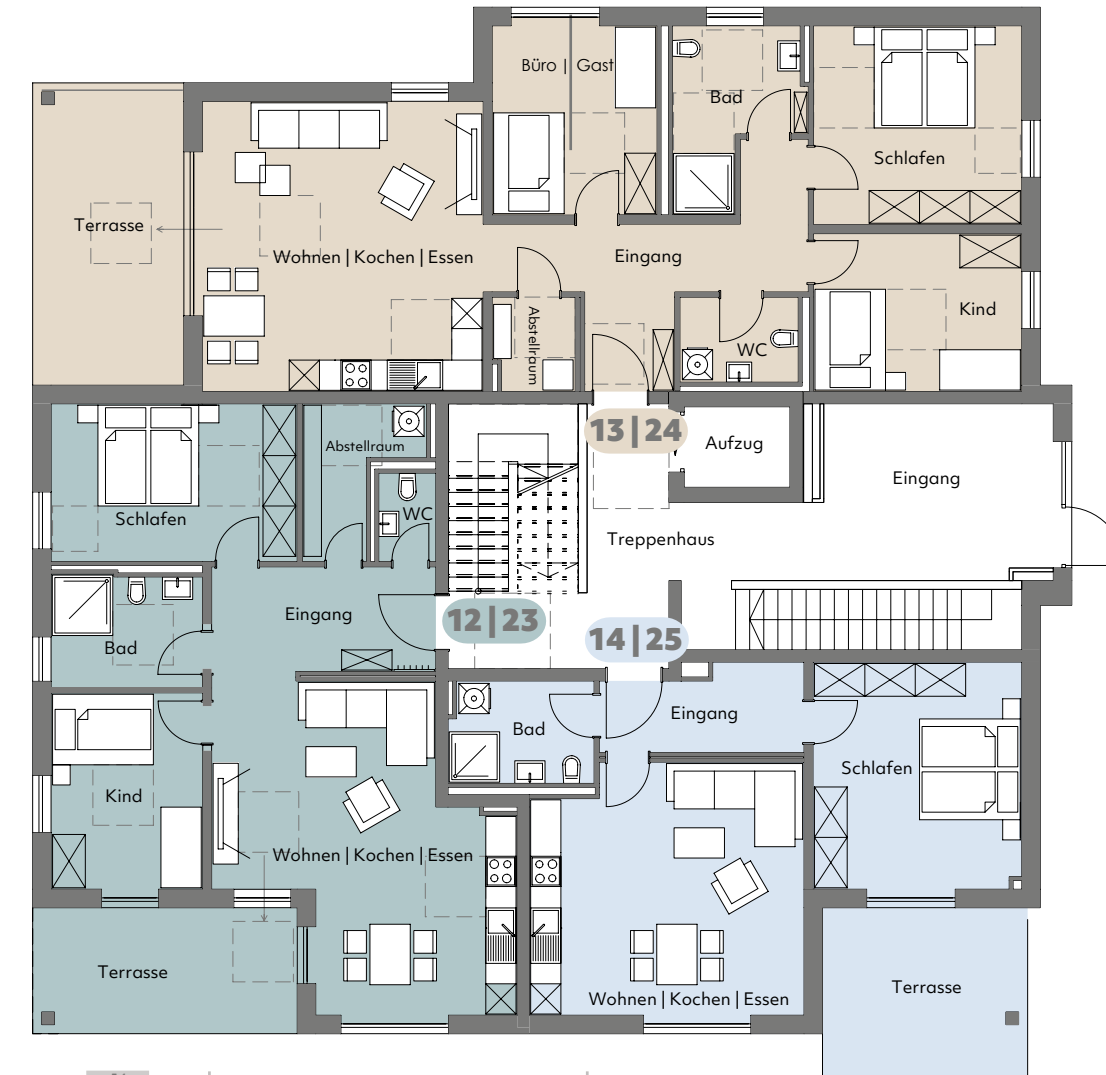 Büro | Gast
Bad
Schlafen
Terrasse
Wohnen | Kochen | Essen
Eingang
Kind
Abstellraum
WC
13|24
Aufzug
Eingang
Abstellraum
Schlafen
WC
Treppenhaus
Eingang
12|23
14|25
Bad
Eingang
Bad
Schlafen
Kind
Wohnen | Kochen | Essen
Terrasse
Terrasse
Wohnen | Kochen | Essen